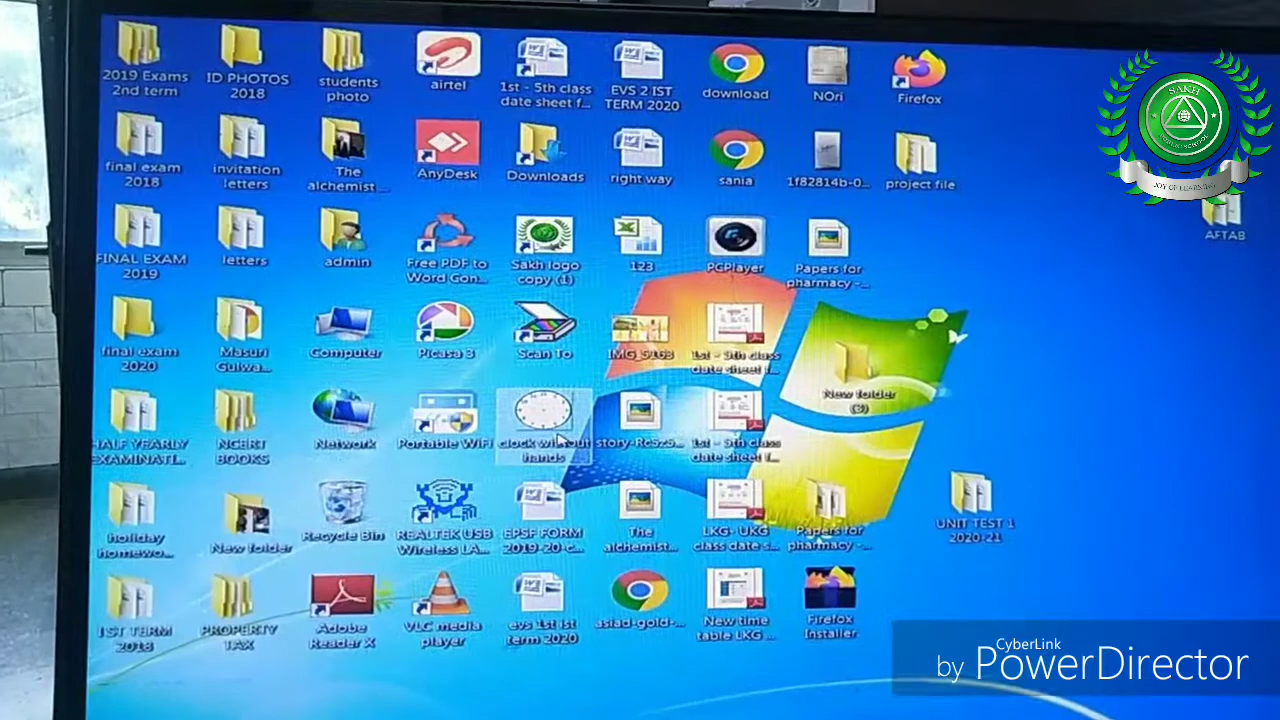 2019 Exams
2nd term
ID PHOTOS
2018
students
photo
airtel
1st - 5th class
date sheet f...
EVS 2 IST
TERM 2020
download
NOri
Firefox
final exam
2018
invitation
letters
The
alchemist...
AnyDesk
Downloads
right way
sania
1f82814b-0...
project file
FINAL EXAM
2019
letters
admin
Free PDF to
Word Con...
Sakh logo
copy (1)
123
PCPlayer
Papers for
pharmacy -...
AFTAB
SAKH
JOY OF LEARNING
final exam
2020
Masuri
Gulwa...
Computer
Picasa 3
Scan To
IMG_5163
1st - 9th class
date sheet f...
New folder
(3)
HALF YEARLY
EXAMINATI...
NCERT
BOOKS
Network
Portable WiFi
clock without
hands
story-RcSzS...
1st - 9th class
date sheet f...
holiday
homewo...
New folder
Recycle Bin
REALTEK USB
Wireless LA...
EPSF FORM
2019-20-c...
The
alchemist...
LKG- UKG
class date s...
Papers for
pharmacy -...
UNIT TEST 1
2020-21
IST TERM
2018
PROPERTY
TAX
Adobe
Reader X
VLC media
player
evs 1st ist
term 2020
asiad-gold-...
New time
table LKG ...
Firefox
Installer
CyberLink
by PowerDirector